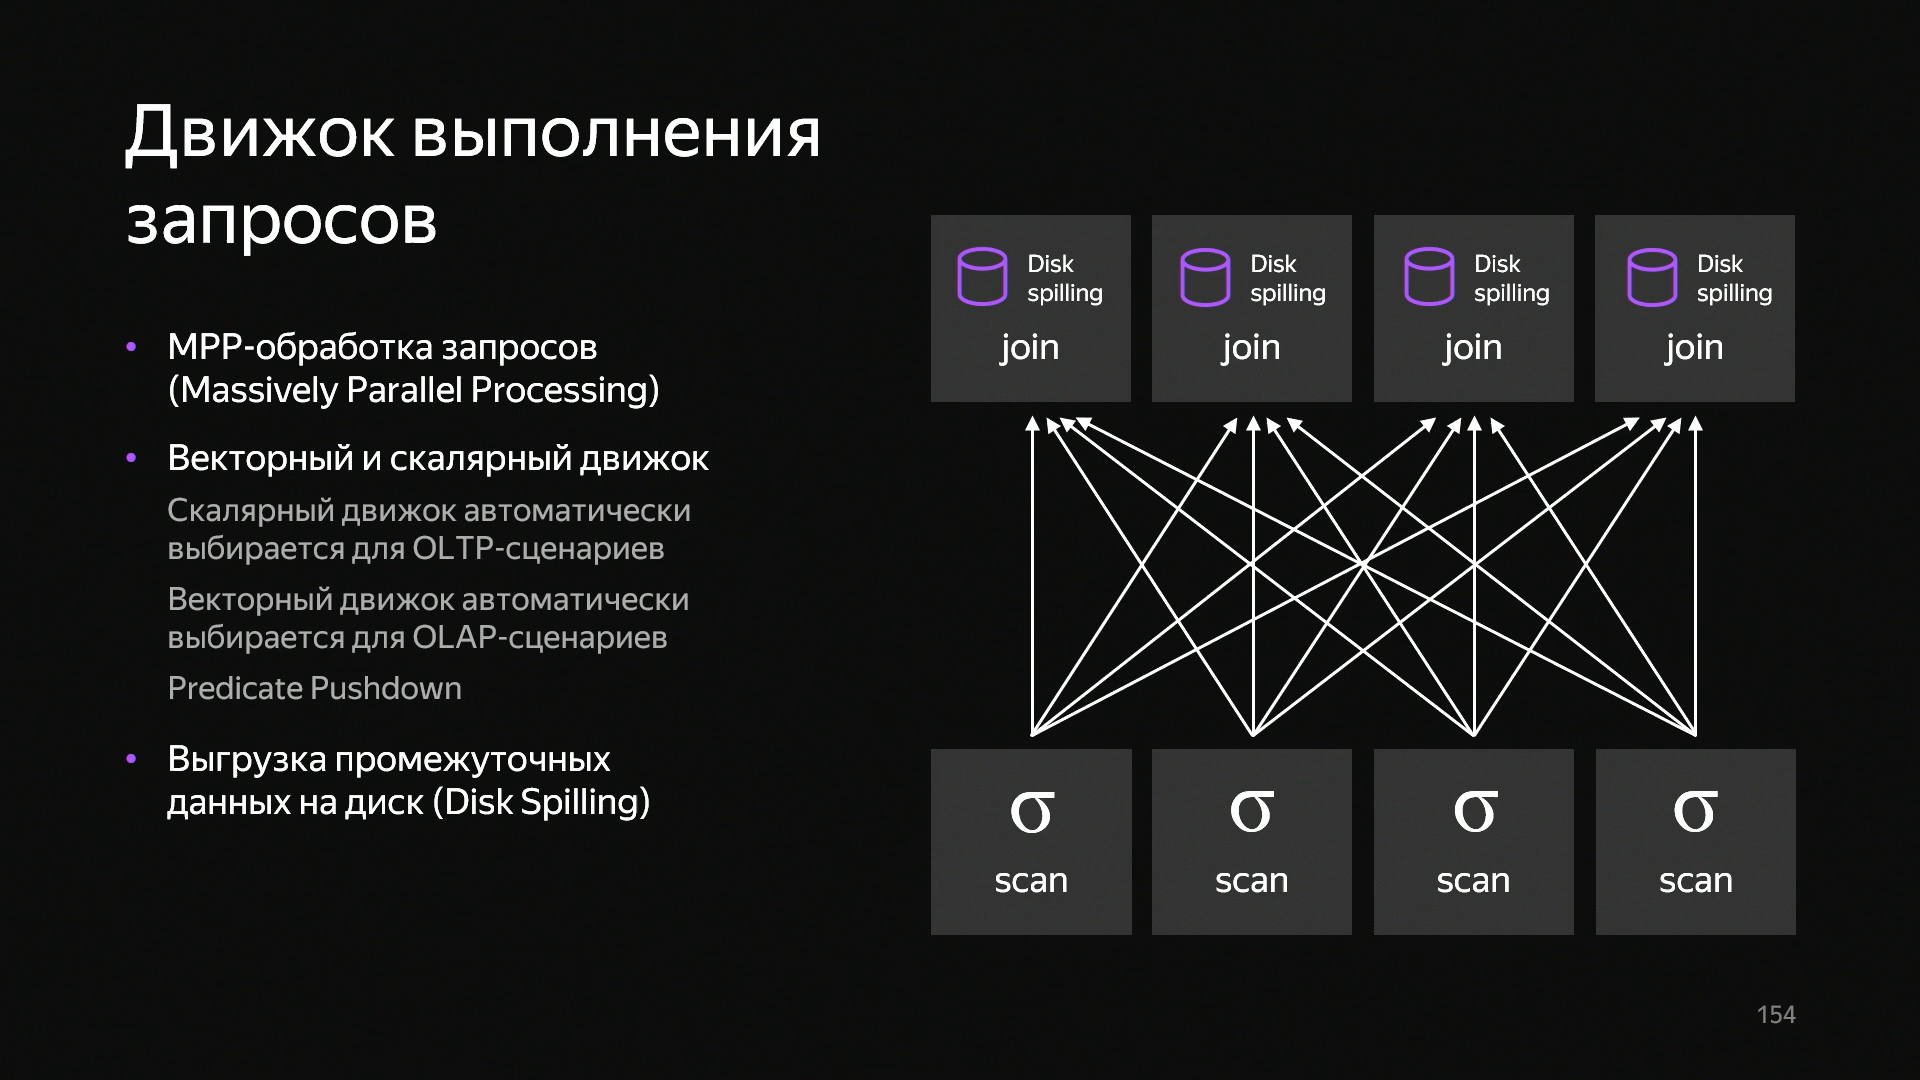 Движок выполнения
запросов
• МРР-обработка запросов
(Massively Parallel Processing)
• Векторный и скалярный движок
Скалярный движок автоматически
выбирается для OLTP-сценариев
Векторный движок автоматически
выбирается для OLAP-сценариев
Predicate Pushdown
• Выгрузка промежуточных
данных на диск (Disk Spilling)
Disk
spilling
join
Disk
spilling
join
Disk
spilling
join
Disk
spilling
join
σ
scan
σ
scan
σ
scan
σ
scan
154